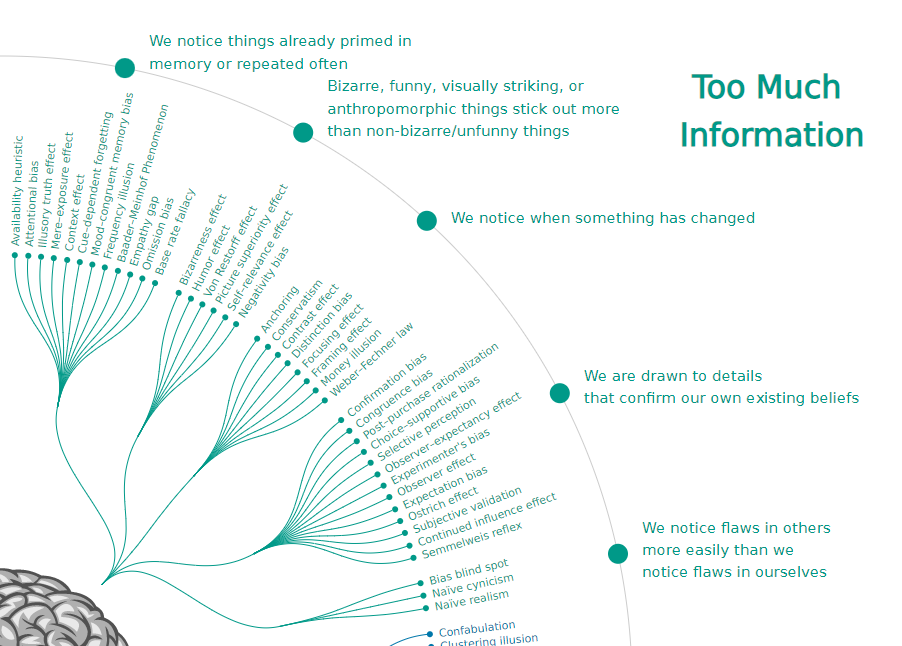 We notice things already primed in
memory or repeated often
Bizarre, funny, visually striking, or
anthropomorphic things stick out more
than non-bizarre/unfunny things
Too Much
Information
We notice when something has changed
We are drawn to details
that confirm our own existing beliefs
We notice flaws in others
more easily than we
notice flaws in ourselves
Availability heuristic
Attentional bias
Illusory truth effect
Mere–exposure effect
Context effect
Cue–dependent forgetting
Mood–congruent memory bias
Frequency illusion
Baader–Meinhof Phenomenon
Empathy gap
Omission bias
Base rate fallacy
Bizarreness effect
Humor effect
Von Restorff effect
Picture superiority effect
Self–relevance effect
Negativity bias
Anchoring
Conservatism
Contrast effect
Distinction bias
Focusing effect
Framing effect
Money illusion
Weber–Fechner law
Confirmation bias
Congruence bias
Post–purchase rationalization
Choice–supportive bias
Selective perception
Observer–expectancy effect
Experimenter's bias
Observer effect
Expectation bias
Ostrich effect
Subjective validation
Continued influence effect
Semmelweis reflex
Bias blind spot
Naïve cynicism
Naïve realism
Confabulation
Clustering illusion